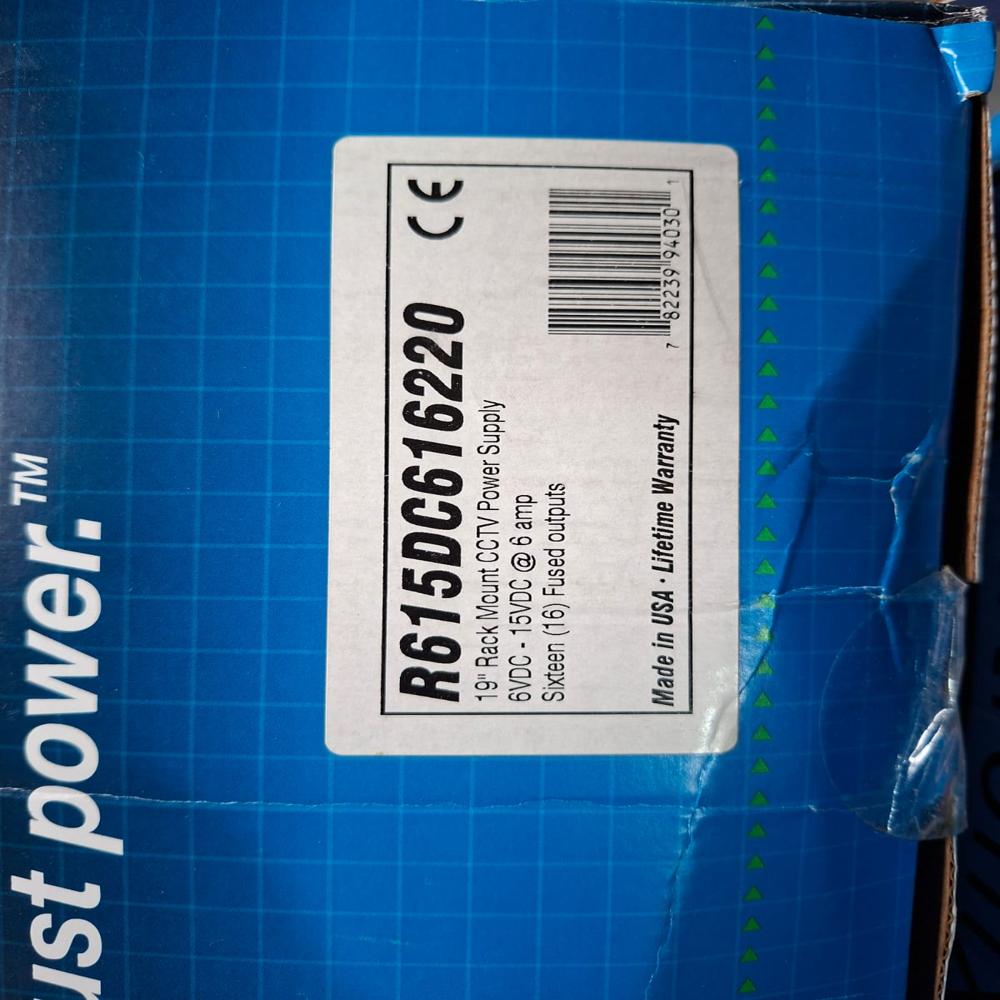 ust power.™
R615DC616220
CE
19" Rack Mount CCTV Power Supply
6VDC - 15VDC @ 6 amp
Sixteen (16) Fused outputs
7 82239 94030 1
Made in USA · Lifetime Warranty